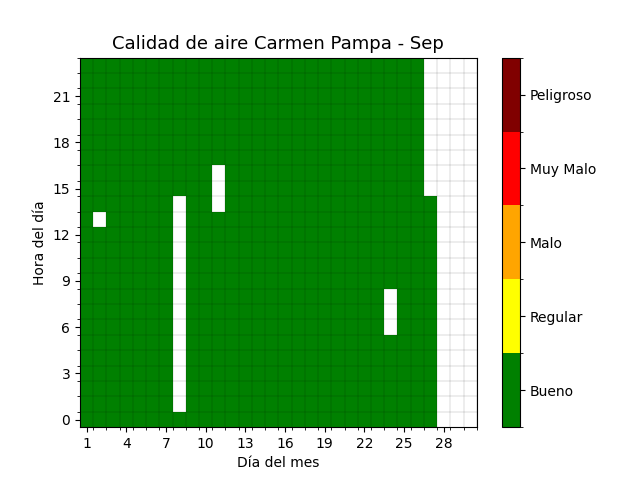 Calidad de aire Carmen Pampa - Sep
Hora del día
21
18
15
12
9
6
3
0
1 4 7 10 13 16 19 22 25 28
Día del mes
Peligroso
Muy Malo
Malo
Regular
Bueno